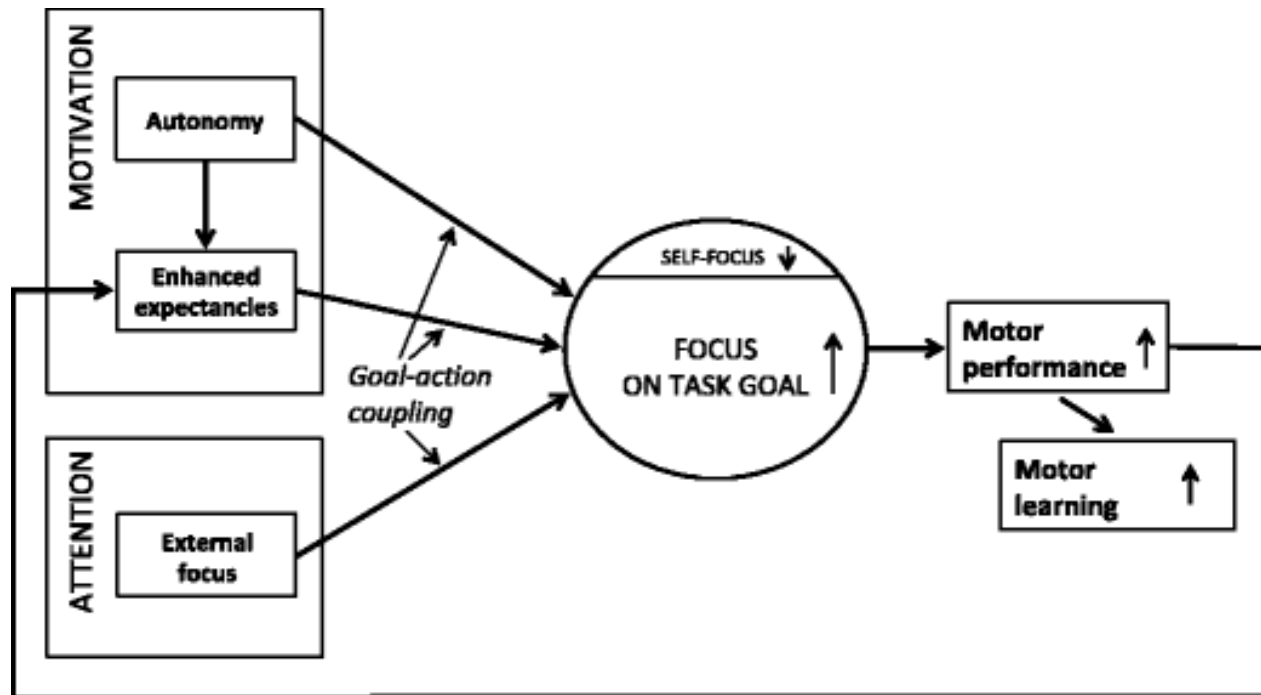 MOTIVATION
Autonomy
Enhanced
expectancies
Goal-action
coupling
ATTENTION
External
focus
SELF-FOCUS
FOCUS
ON TASK GOAL
Motor
performance
Motor
learning